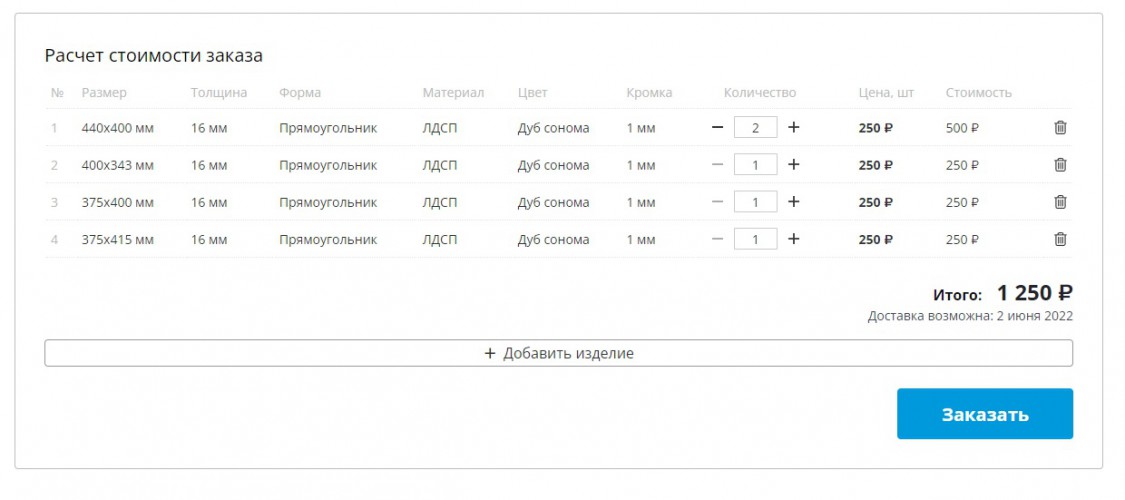 Расчет стоимости заказа
№ Размер Толщина Форма Материал Цвет Кромка Количество Цена, шт Стоимость
1 440x400 мм 16 мм Прямоугольник ЛДСП Дуб сонома 1 мм − 2 + 250 ₽ 500 ₽
2 400x343 мм 16 мм Прямоугольник ЛДСП Дуб сонома 1 мм − 1 + 250 ₽ 250 ₽
3 375x400 мм 16 мм Прямоугольник ЛДСП Дуб сонома 1 мм − 1 + 250 ₽ 250 ₽
4 375x415 мм 16 мм Прямоугольник ЛДСП Дуб сонома 1 мм − 1 + 250 ₽ 250 ₽
Итого: 1 250 ₽
Доставка возможна: 2 июня 2022
+ Добавить изделие
Заказать